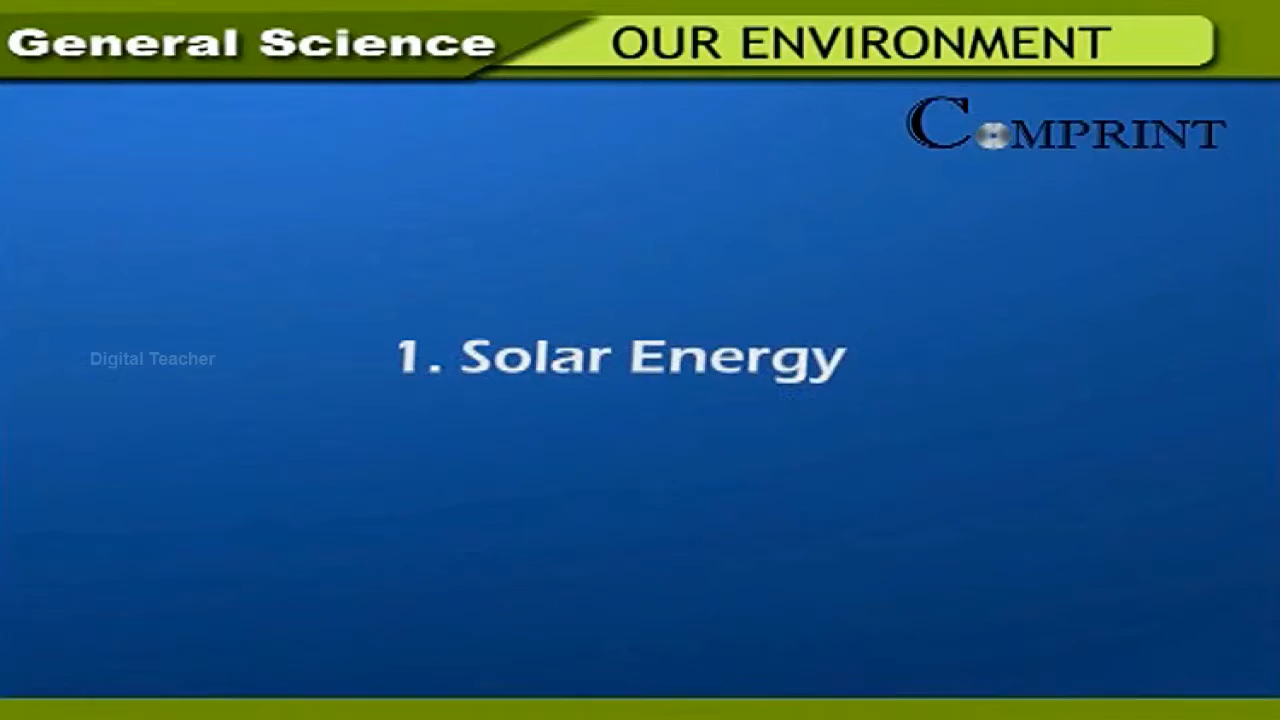 General Science
OUR ENVIRONMENT
COMPRINT
Digital Teacher
1. Solar Energy